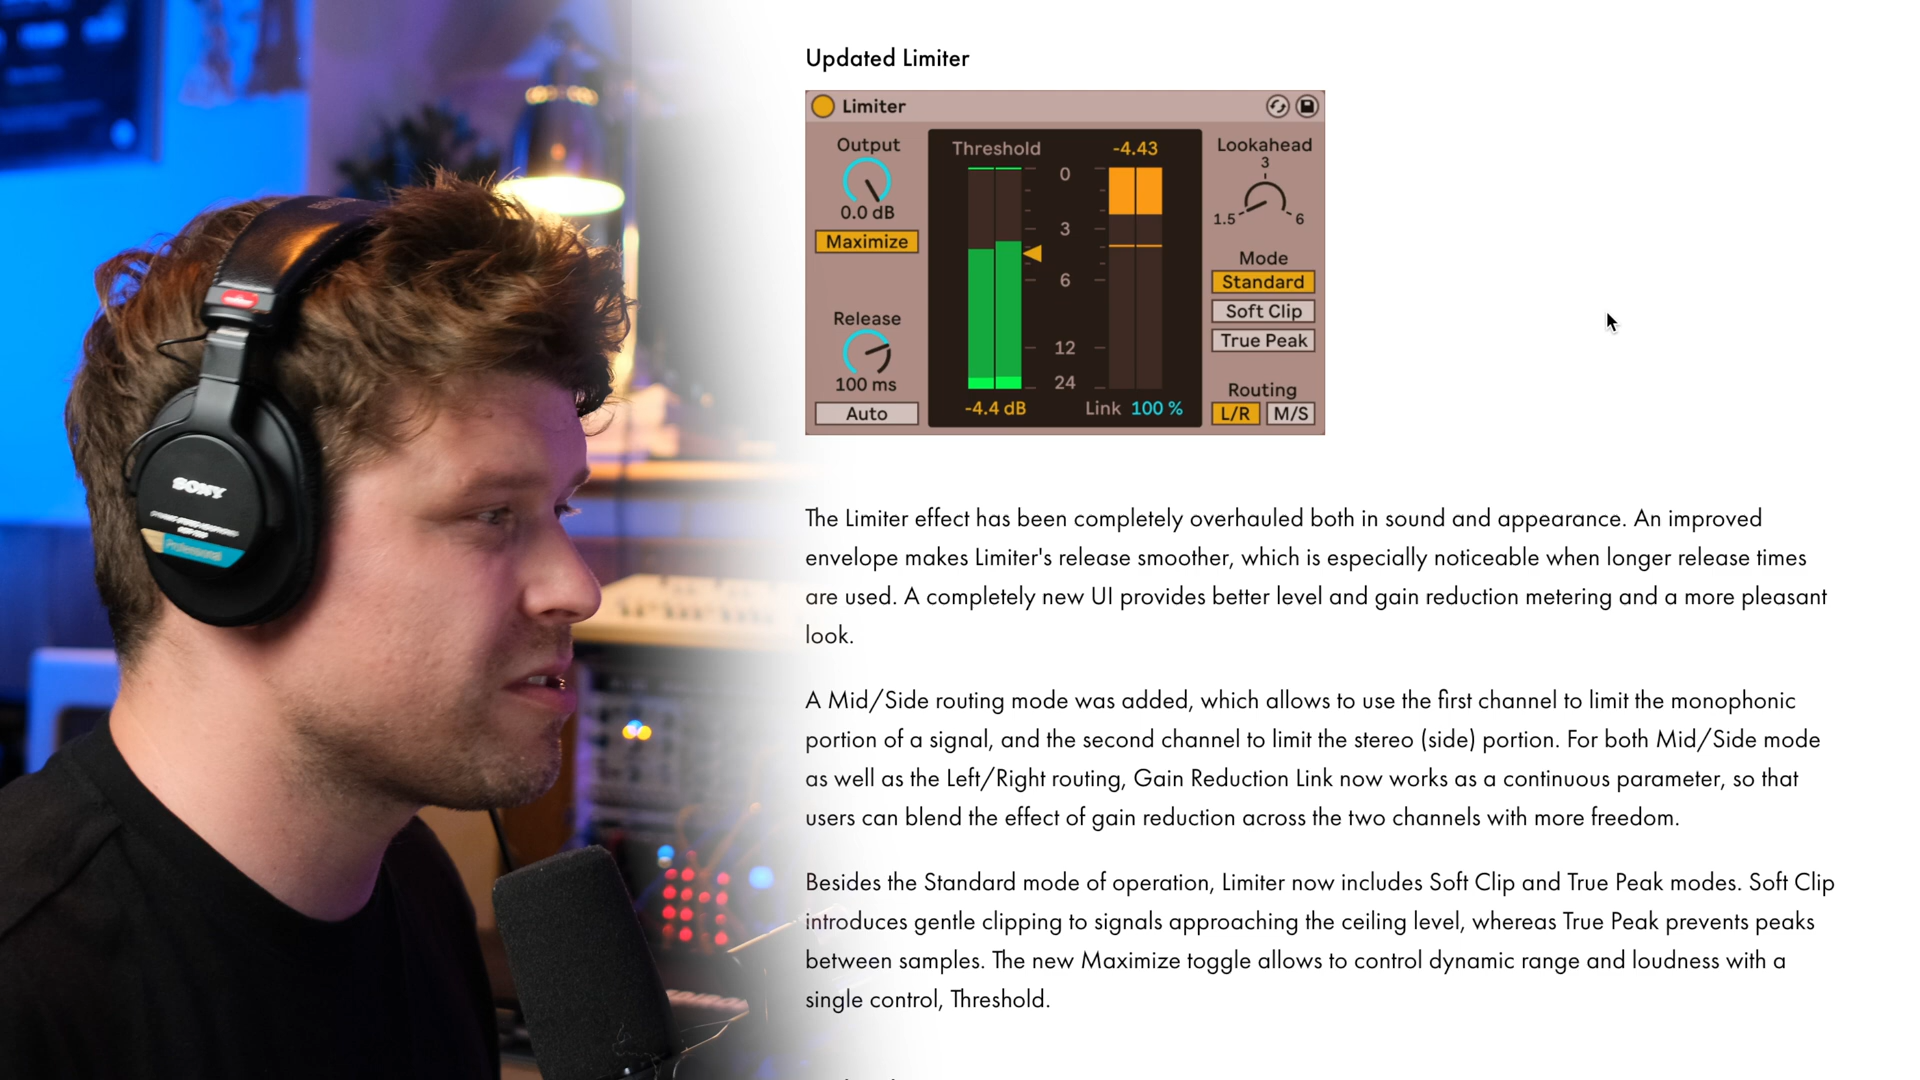 Updated Limiter
Limiter
Output
0.0 dB
Maximize
Release
100 ms
Auto
Threshold
-4.43
0
3
6
12
24
-4.4 dB
Link 100 %
Lookahead
3
1.5
6
Mode
Standard
Soft Clip
True Peak
Routing
L/R M/S
SONY
Professional
The Limiter effect has been completely overhauled both in sound and appearance. An improved
envelope makes Limiter's release smoother, which is especially noticeable when longer release times
are used. A completely new UI provides better level and gain reduction metering and a more pleasant
look.
A Mid/Side routing mode was added, which allows to use the first channel to limit the monophonic
portion of a signal, and the second channel to limit the stereo (side) portion. For both Mid/Side mode
as well as the Left/Right routing, Gain Reduction Link now works as a continuous parameter, so that
users can blend the effect of gain reduction across the two channels with more freedom.
Besides the Standard mode of operation, Limiter now includes Soft Clip and True Peak modes. Soft Clip
introduces gentle clipping to signals approaching the ceiling level, whereas True Peak prevents peaks
between samples. The new Maximize toggle allows to control dynamic range and loudness with a
single control, Threshold.